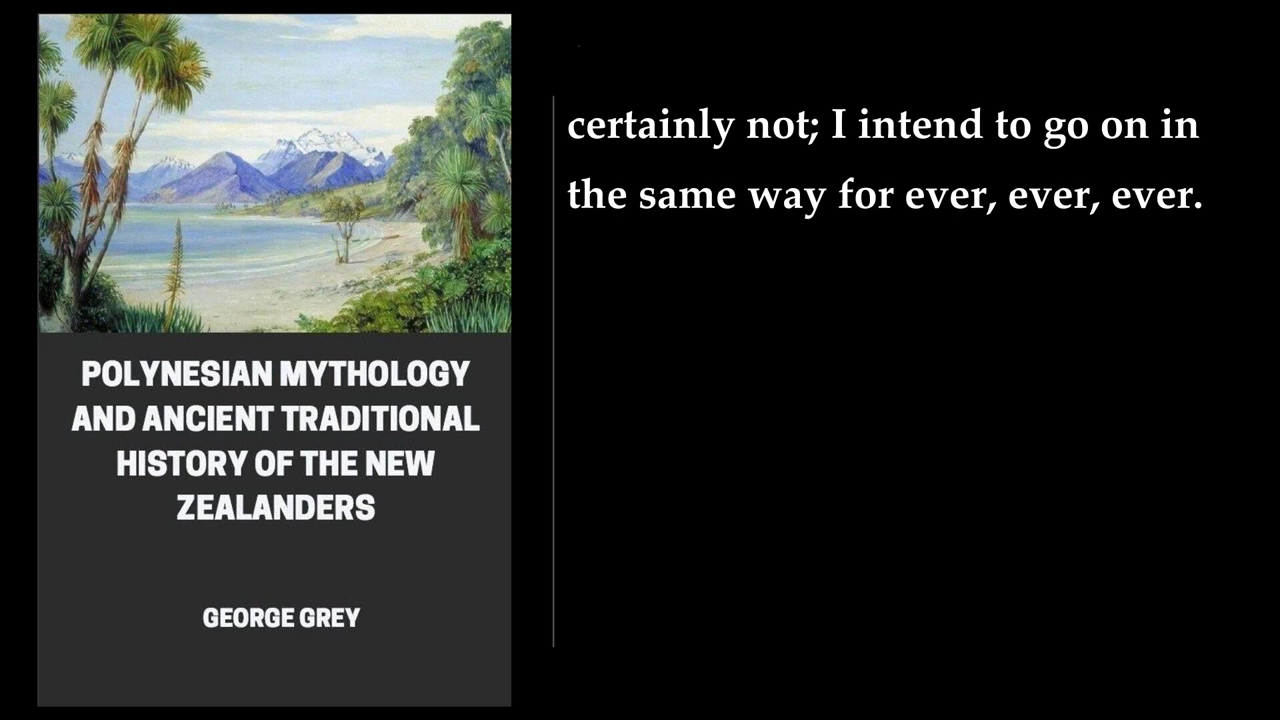 POLYNESIAN MYTHOLOGY
AND ANCIENT TRADITIONAL
HISTORY OF THE NEW
ZEALANDERS
GEORGE GREY
certainly not; I intend to go on in
the same way for ever, ever, ever.